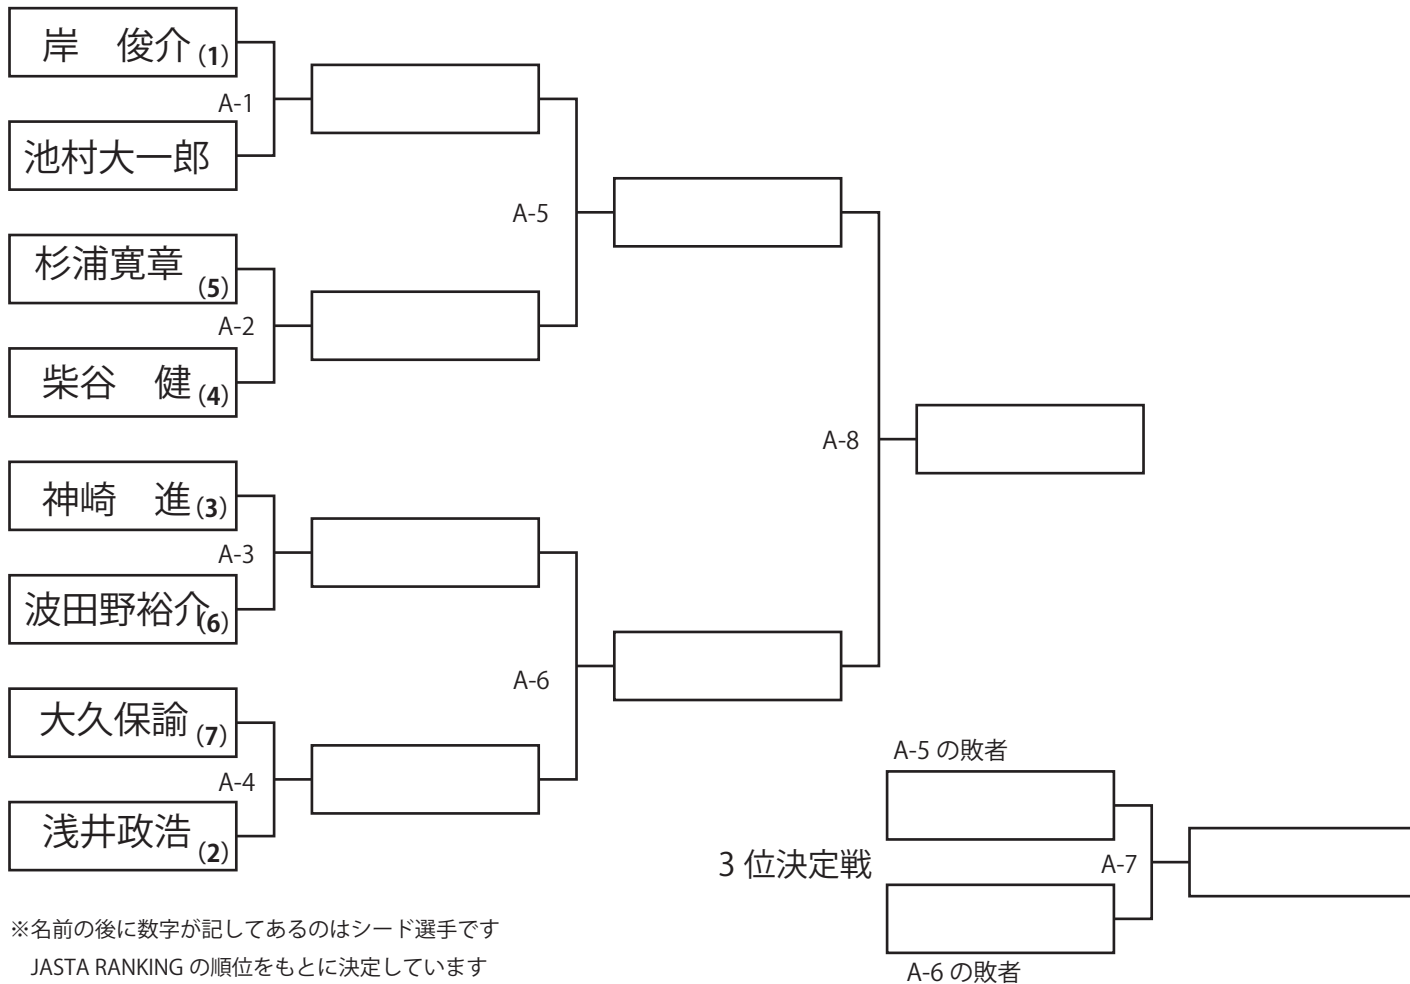 岸　俊介 (1)
A-1
池村大一郎
杉浦寛章 (5)
A-2
柴谷　健 (4)
A-5
神崎　進 (3)
A-3
波田野裕介 (6)
A-6
大久保諭 (7)
A-4
浅井政浩 (2)
A-8
A-5 の敗者
3 位決定戦
A-7
A-6 の敗者
※名前の後に数字が記してあるのはシード選手です
JASTA RANKING の順位をもとに決定しています